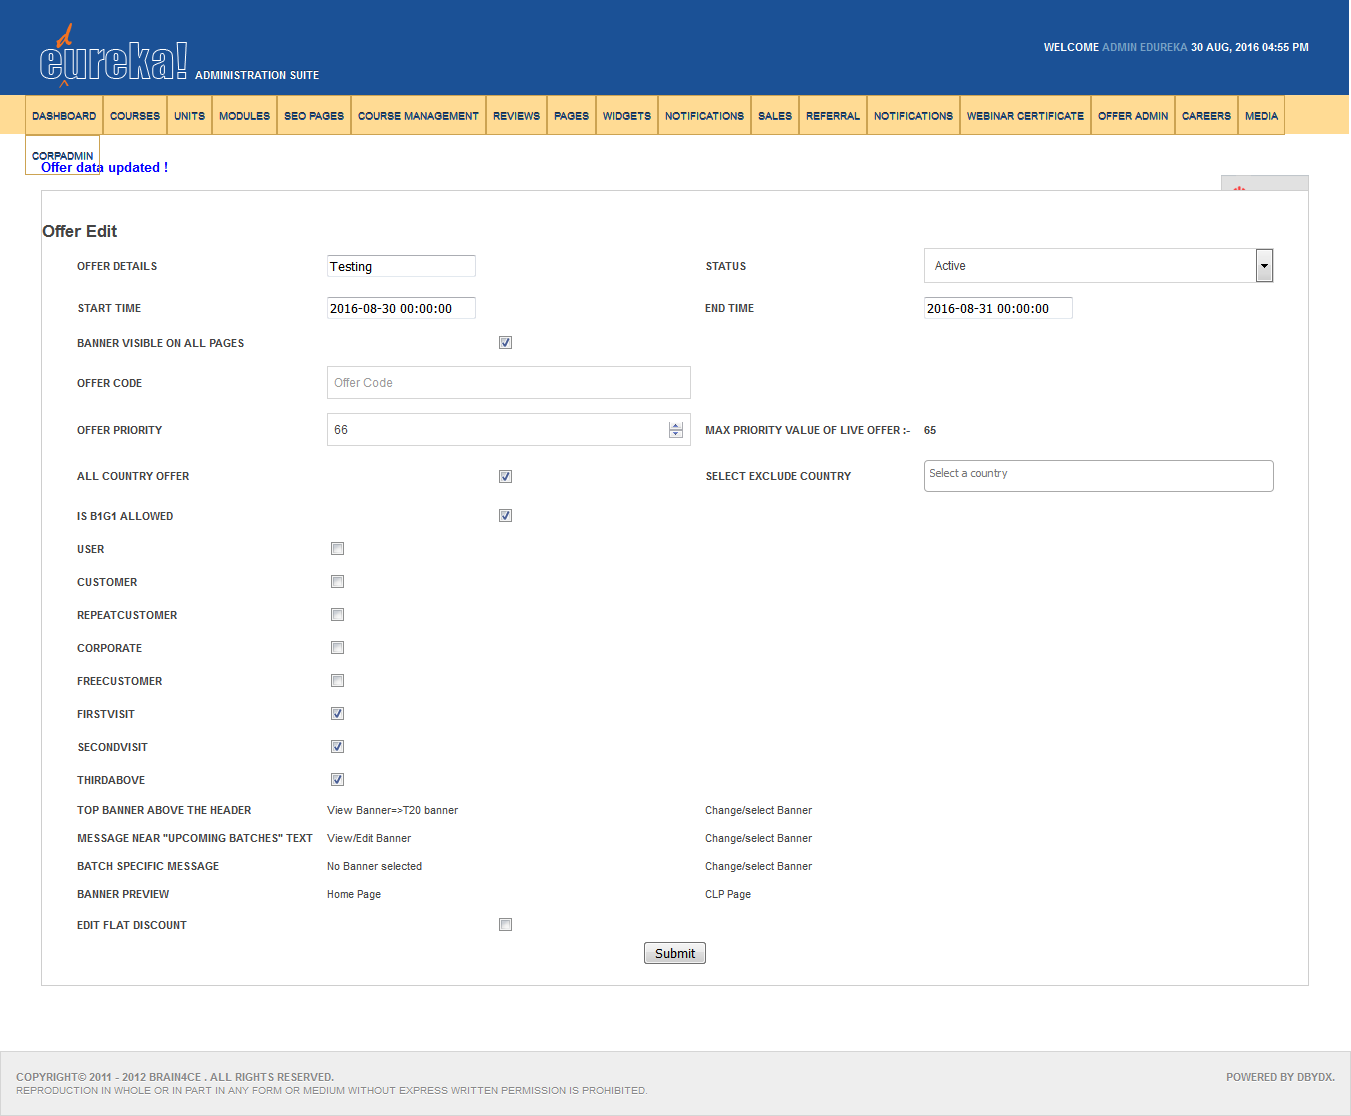 edureka! ADMINISTRATION SUITE
WELCOME ADMIN EDUREKA 30 AUG, 2016 04:55 PM
DASHBOARD COURSES UNITS MODULES SEO PAGES COURSE MANAGEMENT REVIEWS PAGES WIDGETS NOTIFICATIONS SALES REFERRAL NOTIFICATIONS WEBINAR CERTIFICATE OFFER ADMIN CAREERS MEDIA
CORPADMIN
Offer data updated !
Offer Edit
OFFER DETAILS Testing STATUS Active
START TIME 2016-08-30 00:00:00 END TIME 2016-08-31 00:00:00
BANNER VISIBLE ON ALL PAGES
OFFER CODE Offer Code
OFFER PRIORITY 66 MAX PRIORITY VALUE OF LIVE OFFER :- 65
ALL COUNTRY OFFER SELECT EXCLUDE COUNTRY Select a country
IS B1G1 ALLOWED
USER
CUSTOMER
REPEATCUSTOMER
CORPORATE
FREECUSTOMER
FIRSTVISIT
SECONDVISIT
THIRDABOVE
TOP BANNER ABOVE THE HEADER View Banner=>T20 banner Change/select Banner
MESSAGE NEAR "UPCOMING BATCHES" TEXT View/Edit Banner Change/select Banner
BATCH SPECIFIC MESSAGE No Banner selected Change/select Banner
BANNER PREVIEW Home Page CLP Page
EDIT FLAT DISCOUNT
Submit
COPYRIGHT© 2011 - 2012 BRAIN4CE . ALL RIGHTS RESERVED. POWERED BY DBYDX.
REPRODUCTION IN WHOLE OR IN PART IN ANY FORM OR MEDIUM WITHOUT EXPRESS WRITTEN PERMISSION IS PROHIBITED.